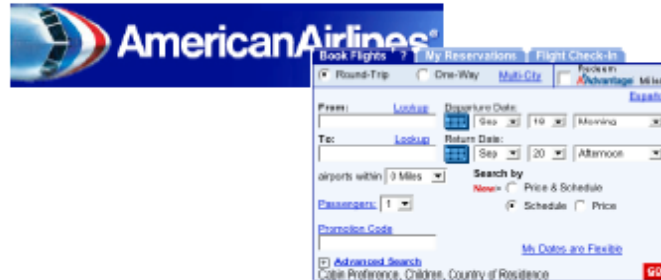 AmericanAirlines®
Book Flights ? My Reservations Flight Check-In
Round-Trip One-Way Multi-City Redeem
AAdvantage Miles
From: Lookup Departure Date:
Sep 19 Morning
To: Lookup Return Date:
Sep 20 Afternoon
airports within 0 Miles Search by
New» Price & Schedule
Passengers: 1 Schedule Price
Promotion Code
My Dates are Flexible
Advanced Search
Cabin Preference, Children, Country of Residence GO